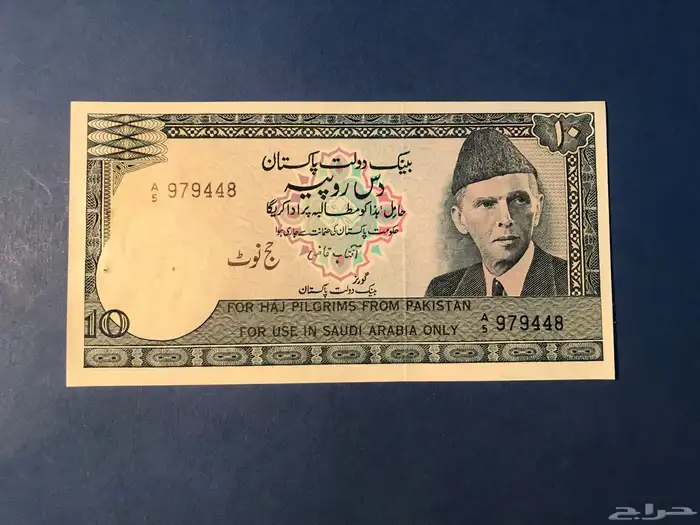 ۱۰
بینک دولت پاکستان
دس روپیہ
A/5 979448
حامل ہٰذا کو مطالبہ پر ادا کریگا
حکومت پاکستان کی ضمانت سے جاری ہوا
حج نوٹ
گورنر
بینک دولت پاکستان
FOR HAJ PILGRIMS FROM PAKISTAN
10
FOR USE IN SAUDI ARABIA ONLY
A/5 979448
حراج